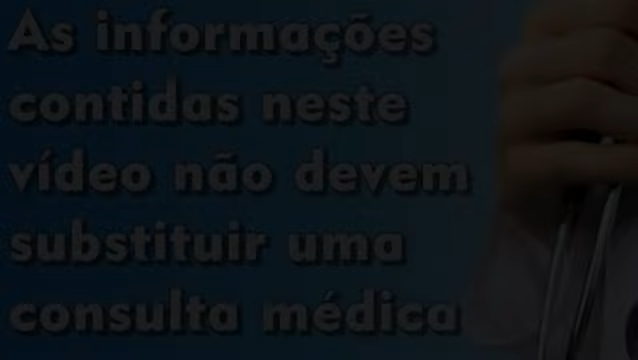 As informações
contidas neste
vídeo não devem
substituir uma
consulta médica